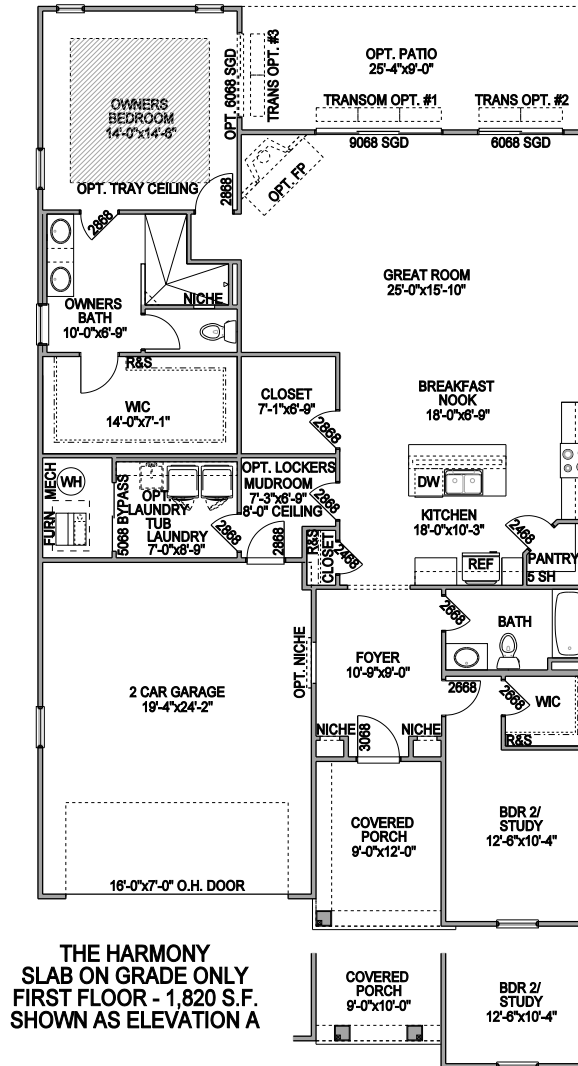 OPT. PATIO
25'-4"x9'-0"
OPT. 6068 SGD
TRANS OPT. #3
TRANSOM OPT. #1
TRANS OPT. #2
9068 SGD
6068 SGD
OWNERS
BEDROOM
14'-0"x14'-6"
OPT. TRAY CEILING
2868
OPT. FP
2868
GREAT ROOM
25'-0"x15'-10"
NICHE
OWNERS
BATH
10'-0"x6'-9"
R&S
WIC
14'-0"x7'-1"
CLOSET
7'-1"x6'-9"
2868
BREAKFAST
NOOK
18'-0"x6'-9"
DW
KITCHEN
18'-0"x10'-3"
FURN
MECH
WH
5068 BYPASS
OPT.
LAUNDRY
TUB
LAUNDRY
7'-0"x8'-9"
2868
OPT. LOCKERS
MUDROOM
7'-3"x6'-9"
8'-0" CEILING
2868
2868
R&S
CLOSET
2468
REF
2468
PANTRY
5 SH
2668
BATH
OPT. NICHE
FOYER
10'-9"x9'-0"
2668
2668
WIC
R&S
NICHE
3068
NICHE
2 CAR GARAGE
19'-4"x24'-2"
COVERED
PORCH
9'-0"x12'-0"
BDR 2/
STUDY
12'-6"x10'-4"
16'-0"x7'-0" O.H. DOOR
THE HARMONY
SLAB ON GRADE ONLY
FIRST FLOOR - 1,820 S.F.
SHOWN AS ELEVATION A
COVERED
PORCH
9'-0"x10'-0"
BDR 2/
STUDY
12'-6"x10'-4"